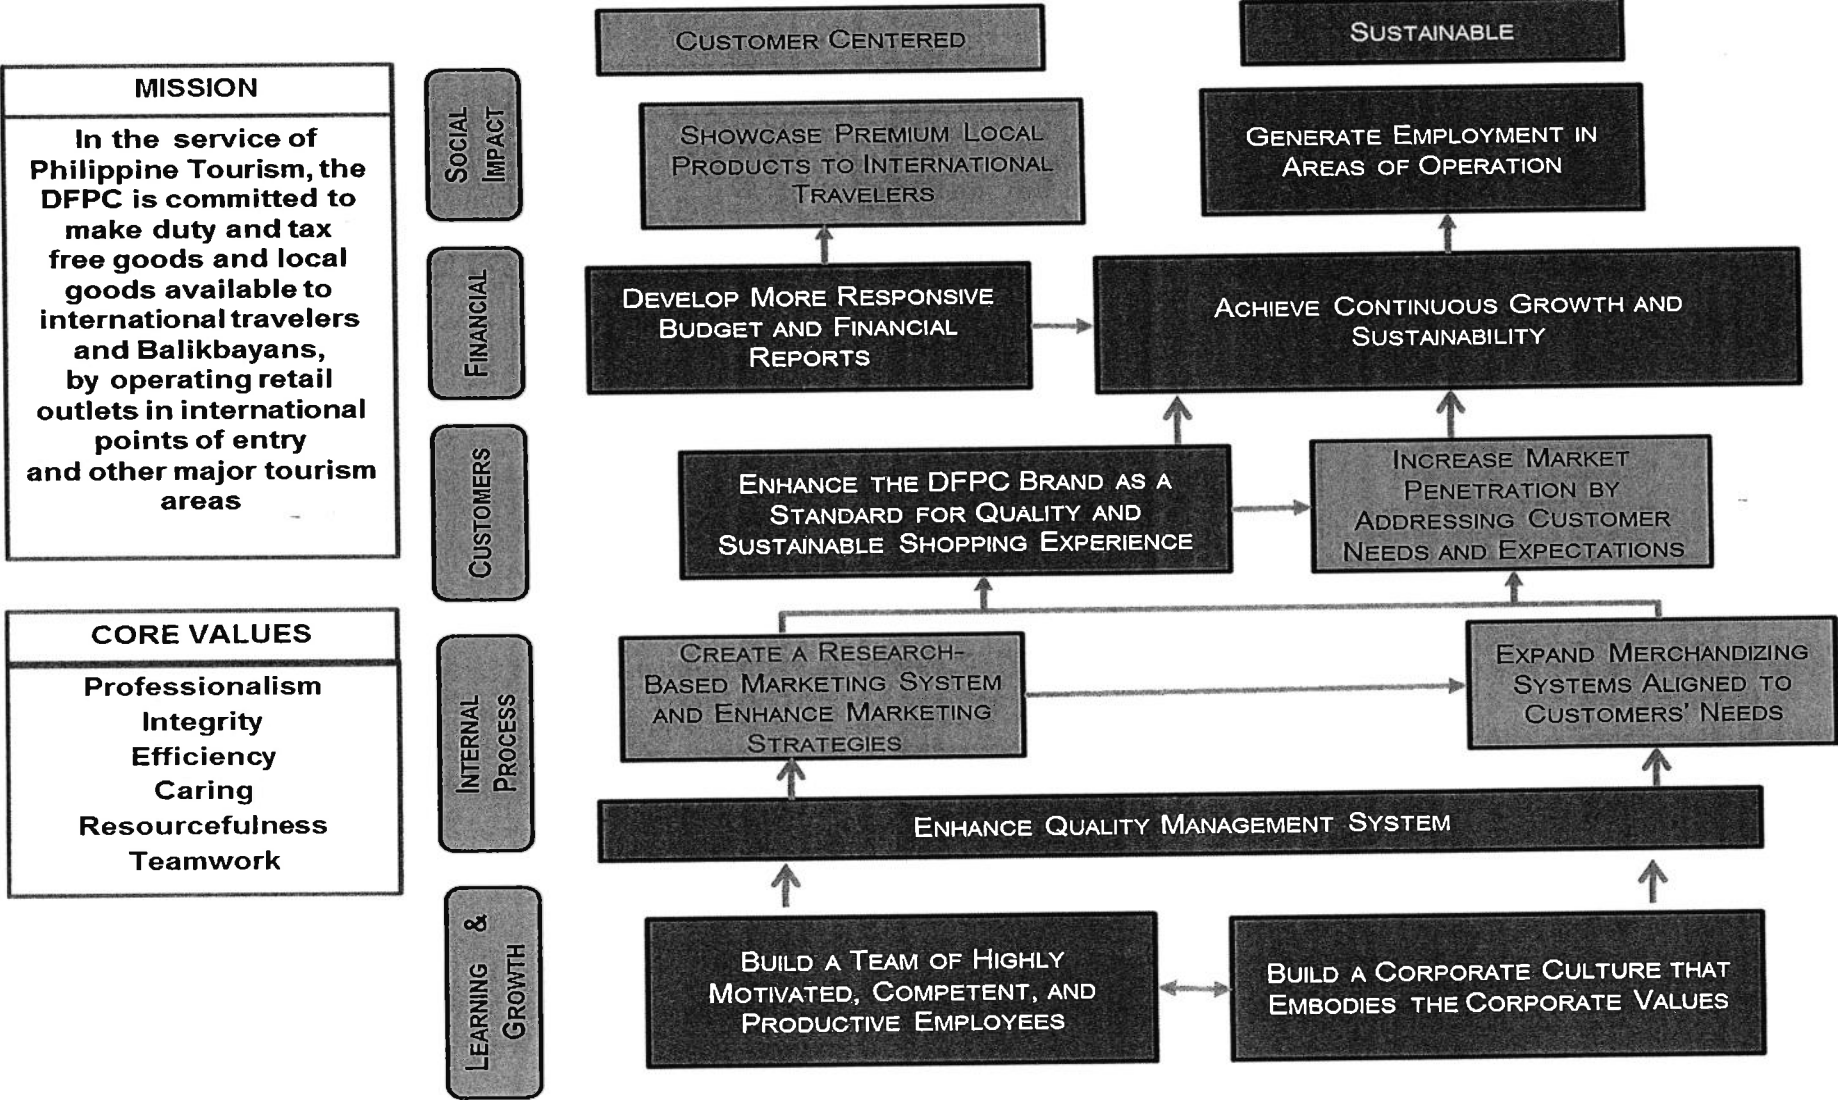 CUSTOMER CENTERED
SUSTAINABLE
MISSION
In the service of
Philippine Tourism, the
DFPC is committed to
make duty and tax
free goods and local
goods available to
international travelers
and Balikbayans,
by operating retail
outlets in international
points of entry
and other major tourism
areas
CORE VALUES
Professionalism
Integrity
Efficiency
Caring
Resourcefulness
Teamwork
SOCIAL
IMPACT
SHOWCASE PREMIUM LOCAL
PRODUCTS TO INTERNATIONAL
TRAVELERS
GENERATE EMPLOYMENT IN
AREAS OF OPERATION
FINANCIAL
DEVELOP MORE RESPONSIVE
BUDGET AND FINANCIAL
REPORTS
ACHIEVE CONTINUOUS GROWTH AND
SUSTAINABILITY
CUSTOMERS
ENHANCE THE DFPC BRAND AS A
STANDARD FOR QUALITY AND
SUSTAINABLE SHOPPING EXPERIENCE
INCREASE MARKET
PENETRATION BY
ADDRESSING CUSTOMER
NEEDS AND EXPECTATIONS
INTERNAL
PROCESS
CREATE A RESEARCH-
BASED MARKETING SYSTEM
AND ENHANCE MARKETING
STRATEGIES
EXPAND MERCHANDIZING
SYSTEMS ALIGNED TO
CUSTOMERS' NEEDS
ENHANCE QUALITY MANAGEMENT SYSTEM
LEARNING &
GROWTH
BUILD A TEAM OF HIGHLY
MOTIVATED, COMPETENT, AND
PRODUCTIVE EMPLOYEES
BUILD A CORPORATE CULTURE THAT
EMBODIES THE CORPORATE VALUES